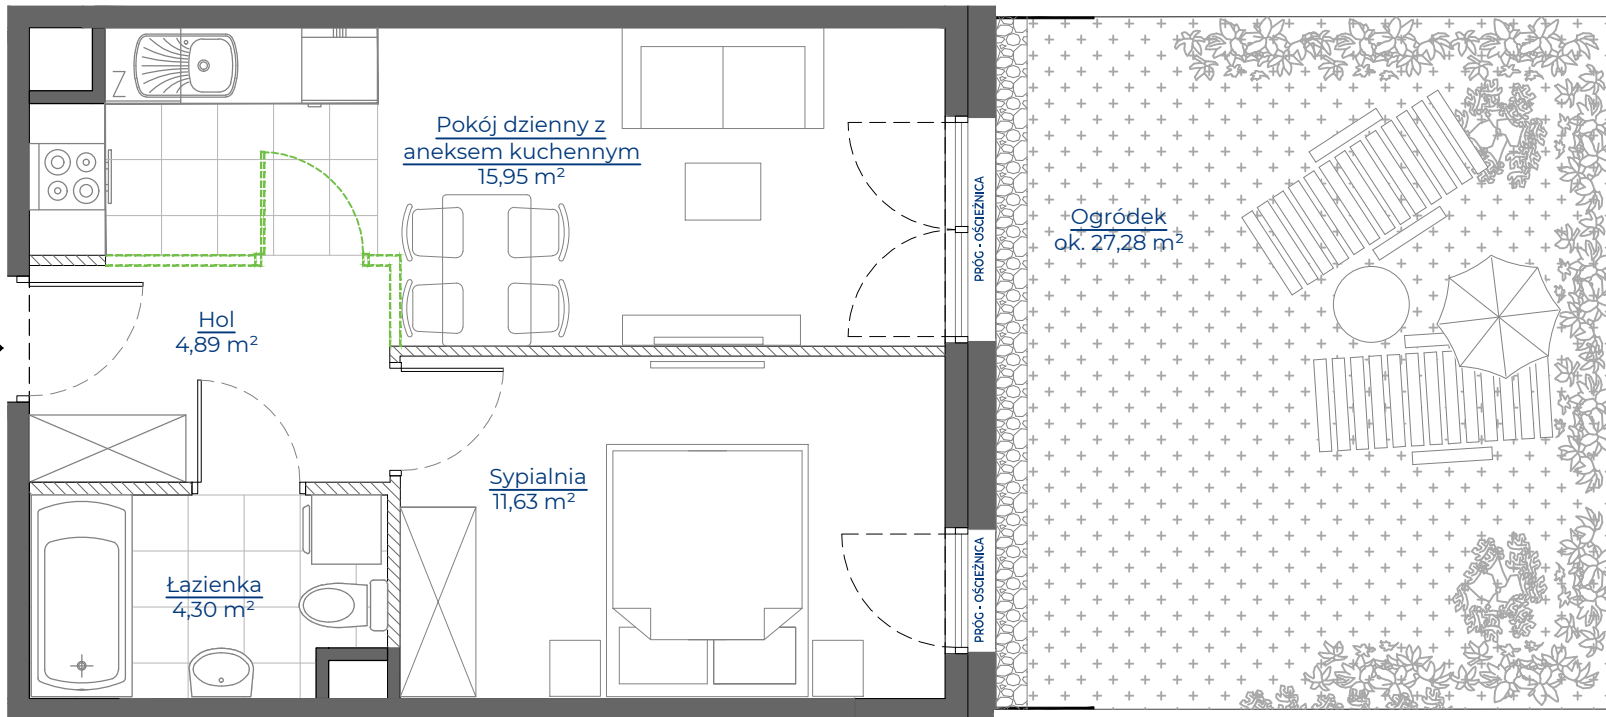 Pokój dzienny z
aneksem kuchennym
15,95 m²
Z
PRÓG - OŚCIEŻNICA
Ogródek
ok. 27,28 m²
Hol
4,89 m²
Sypialnia
11,63 m²
PRÓG - OŚCIEŻNICA
Łazienka
4,30 m²